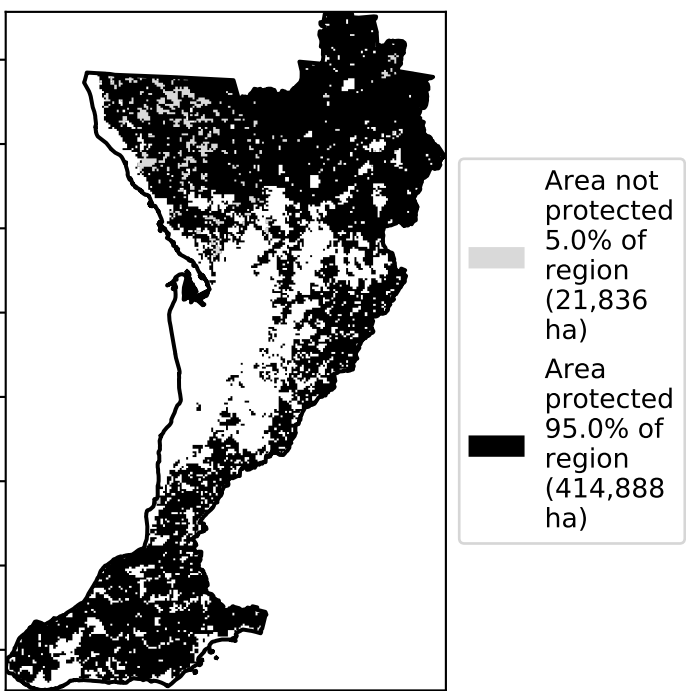 Area not
protected
5.0% of
region
(21,836
ha)
Area
protected
95.0% of
region
(414,888
ha)